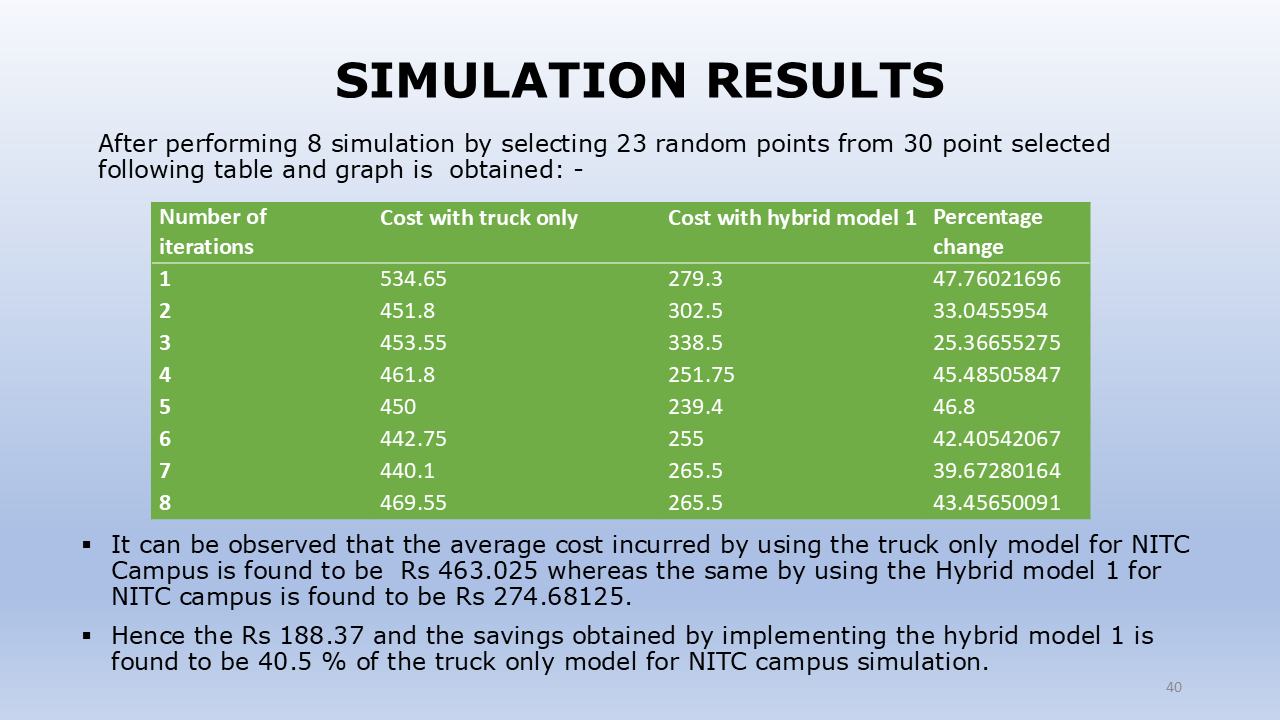 SIMULATION RESULTS
After performing 8 simulation by selecting 23 random points from 30 point selected
following table and graph is  obtained: -
Number of iterations Cost with truck only Cost with hybrid model 1 Percentage change
1 534.65 279.3 47.76021696
2 451.8 302.5 33.0455954
3 453.55 338.5 25.36655275
4 461.8 251.75 45.48505847
5 450 239.4 46.8
6 442.75 255 42.40542067
7 440.1 265.5 39.67280164
8 469.55 265.5 43.45650091
▪ It can be observed that the average cost incurred by using the truck only model for NITC
Campus is found to be  Rs 463.025 whereas the same by using the Hybrid model 1 for
NITC campus is found to be Rs 274.68125.
▪ Hence the Rs 188.37 and the savings obtained by implementing the hybrid model 1 is
found to be 40.5 % of the truck only model for NITC campus simulation.
40